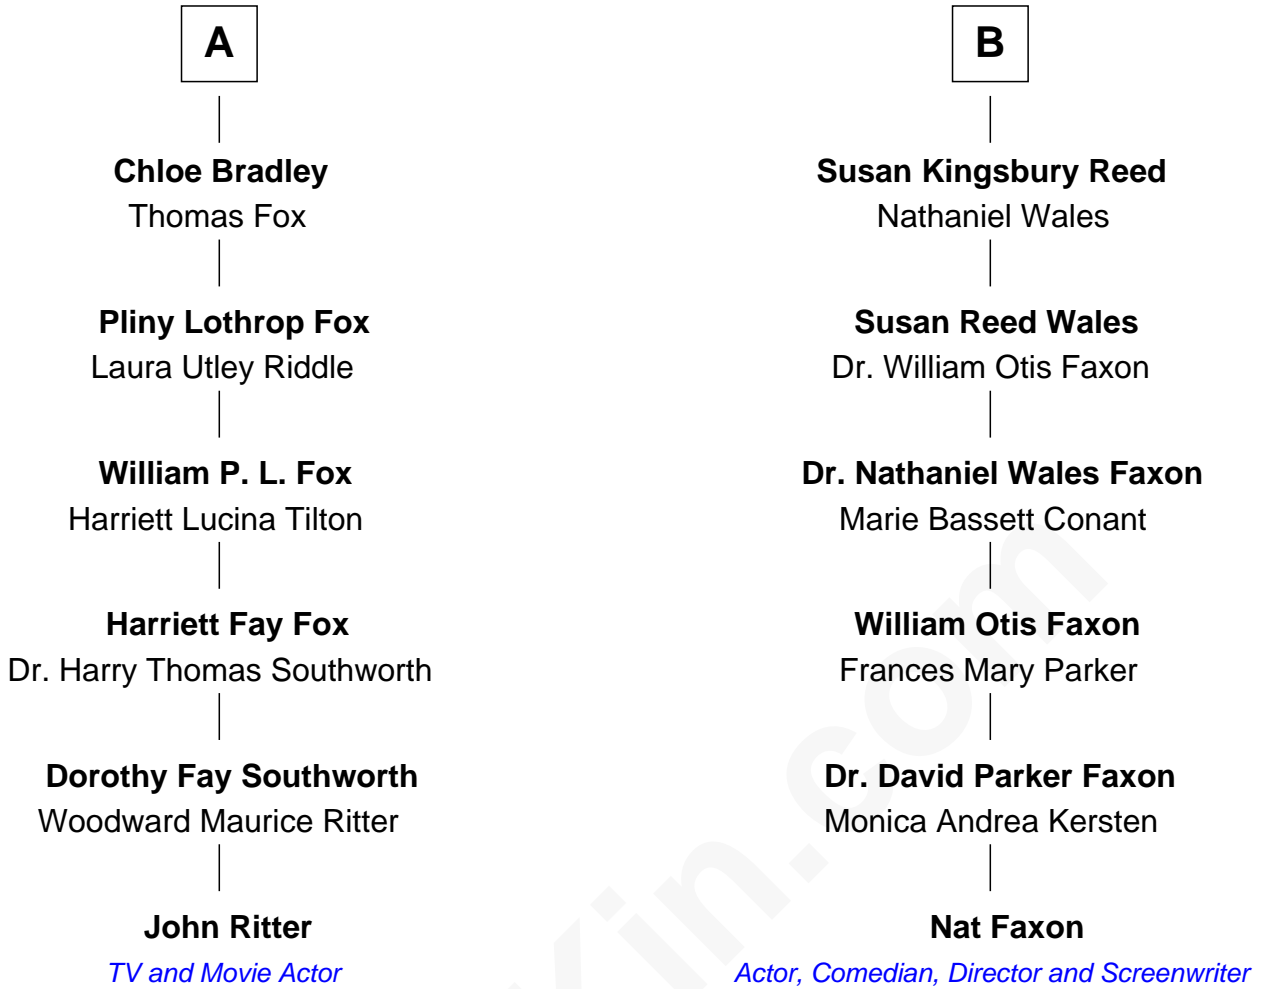 A
B
Chloe Bradley
Thomas Fox
Susan Kingsbury Reed
Nathaniel Wales
Pliny Lothrop Fox
Laura Utley Riddle
Susan Reed Wales
Dr. William Otis Faxon
William P. L. Fox
Harriett Lucina Tilton
Dr. Nathaniel Wales Faxon
Marie Bassett Conant
Harriett Fay Fox
Dr. Harry Thomas Southworth
William Otis Faxon
Frances Mary Parker
Dorothy Fay Southworth
Woodward Maurice Ritter
Dr. David Parker Faxon
Monica Andrea Kersten
John Ritter
TV and Movie Actor
Nat Faxon
Actor, Comedian, Director and Screenwriter
Kin.com